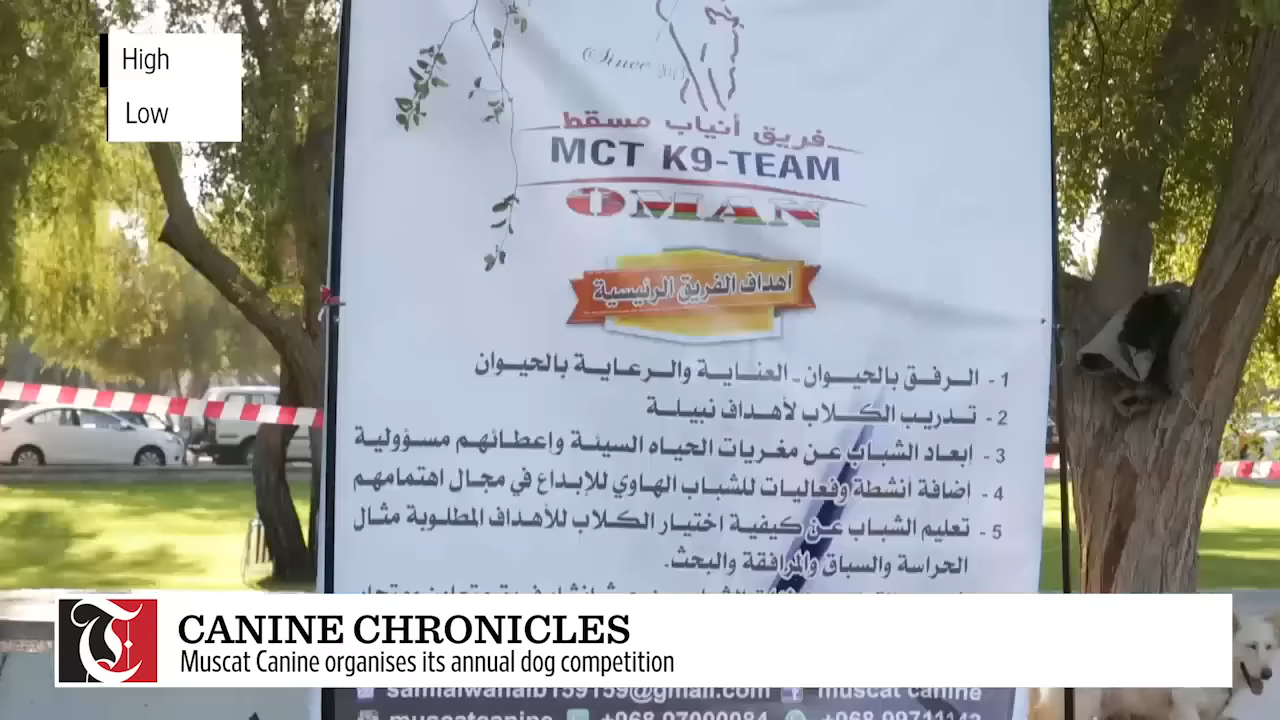 High
Low
Since 2013
فريق أنياب مسقط
MCT K9-TEAM
OMAN
أهداف الفريق الرئيسية
1 - الرفق بالحيوان - العناية والرعاية بالحيوان
2 - تدريب الكلاب لأهداف نبيلة
3 - ابعاد الشباب عن مغريات الحياه السيئة واعطائهم مسؤولية
4 - اضافة انشطة وفعاليات للشباب الهاوي للإبداع في مجال اهتمامهم
5 - تعليم الشباب عن كيفية اختيار الكلاب للأهداف المطلوبة مثال
الحراسة والسباق والمرافقة والبحث.
CANINE CHRONICLES
Muscat Canine organises its annual dog competition
muscat canine
muscatcanine